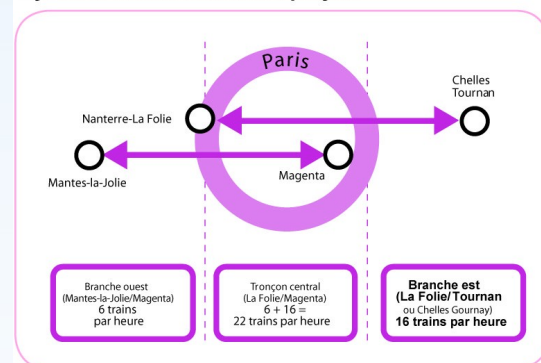 Paris
Chelles
Tournan
Nanterre-La Folie
Mantes-la-Jolie
Magenta
Branche ouest
(Mantes-la-Jolie/Magenta)
6 trains
par heure
Tronçon central
(La Folie/Magenta)
6 + 16 =
22 trains par heure
Branche est
(La Folie/Tournan
ou Chelles Gournay)
16 trains par heure